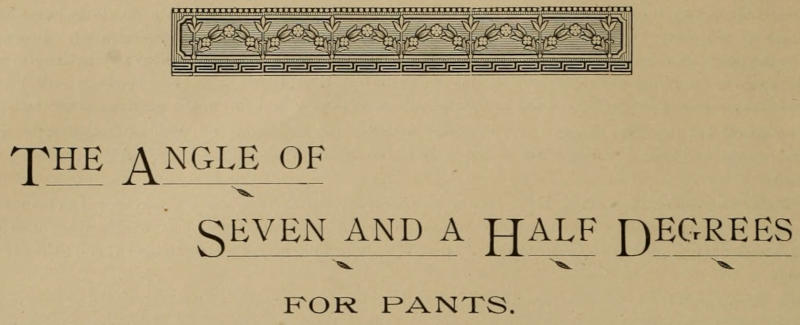 THE ANGLE OF
SEVEN AND A HALF DEGREES
FOR PANTS.